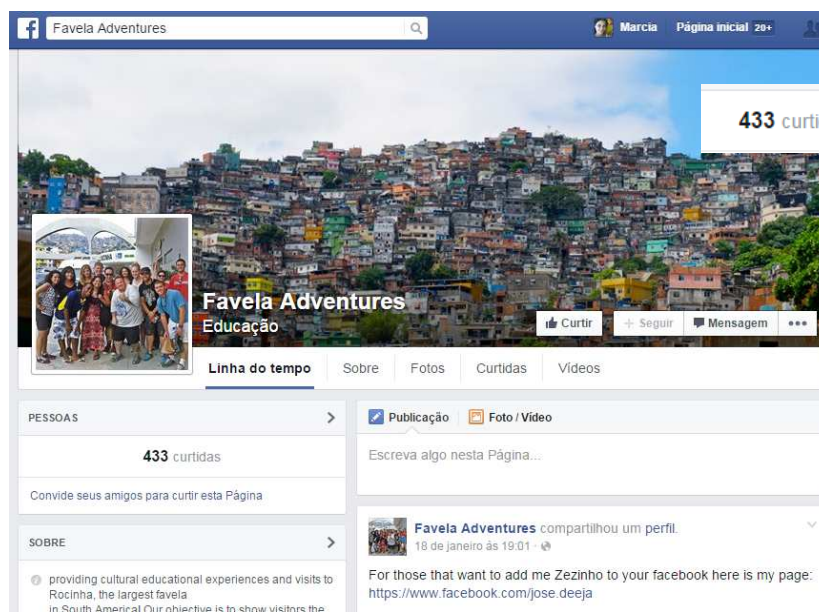 Favela Adventures
Marcia Página inicial 20+
433 curti
Favela Adventures
Educação
Curtir Seguir Mensagem
Linha do tempo Sobre Fotos Curtidas Vídeos
PESSOAS
433 curtidas
Convide seus amigos para curtir esta Página
SOBRE
providing cultural educational experiences and visits to
Rocinha, the largest favela
in South America! Our objective is to show visitors the
Publicação Foto / Vídeo
Escreva algo nesta Página...
Favela Adventures compartilhou um perfil.
18 de janeiro às 19:01 ·
For those that want to add me Zezinho to your facebook here is my page:
https://www.facebook.com/jose.deeja